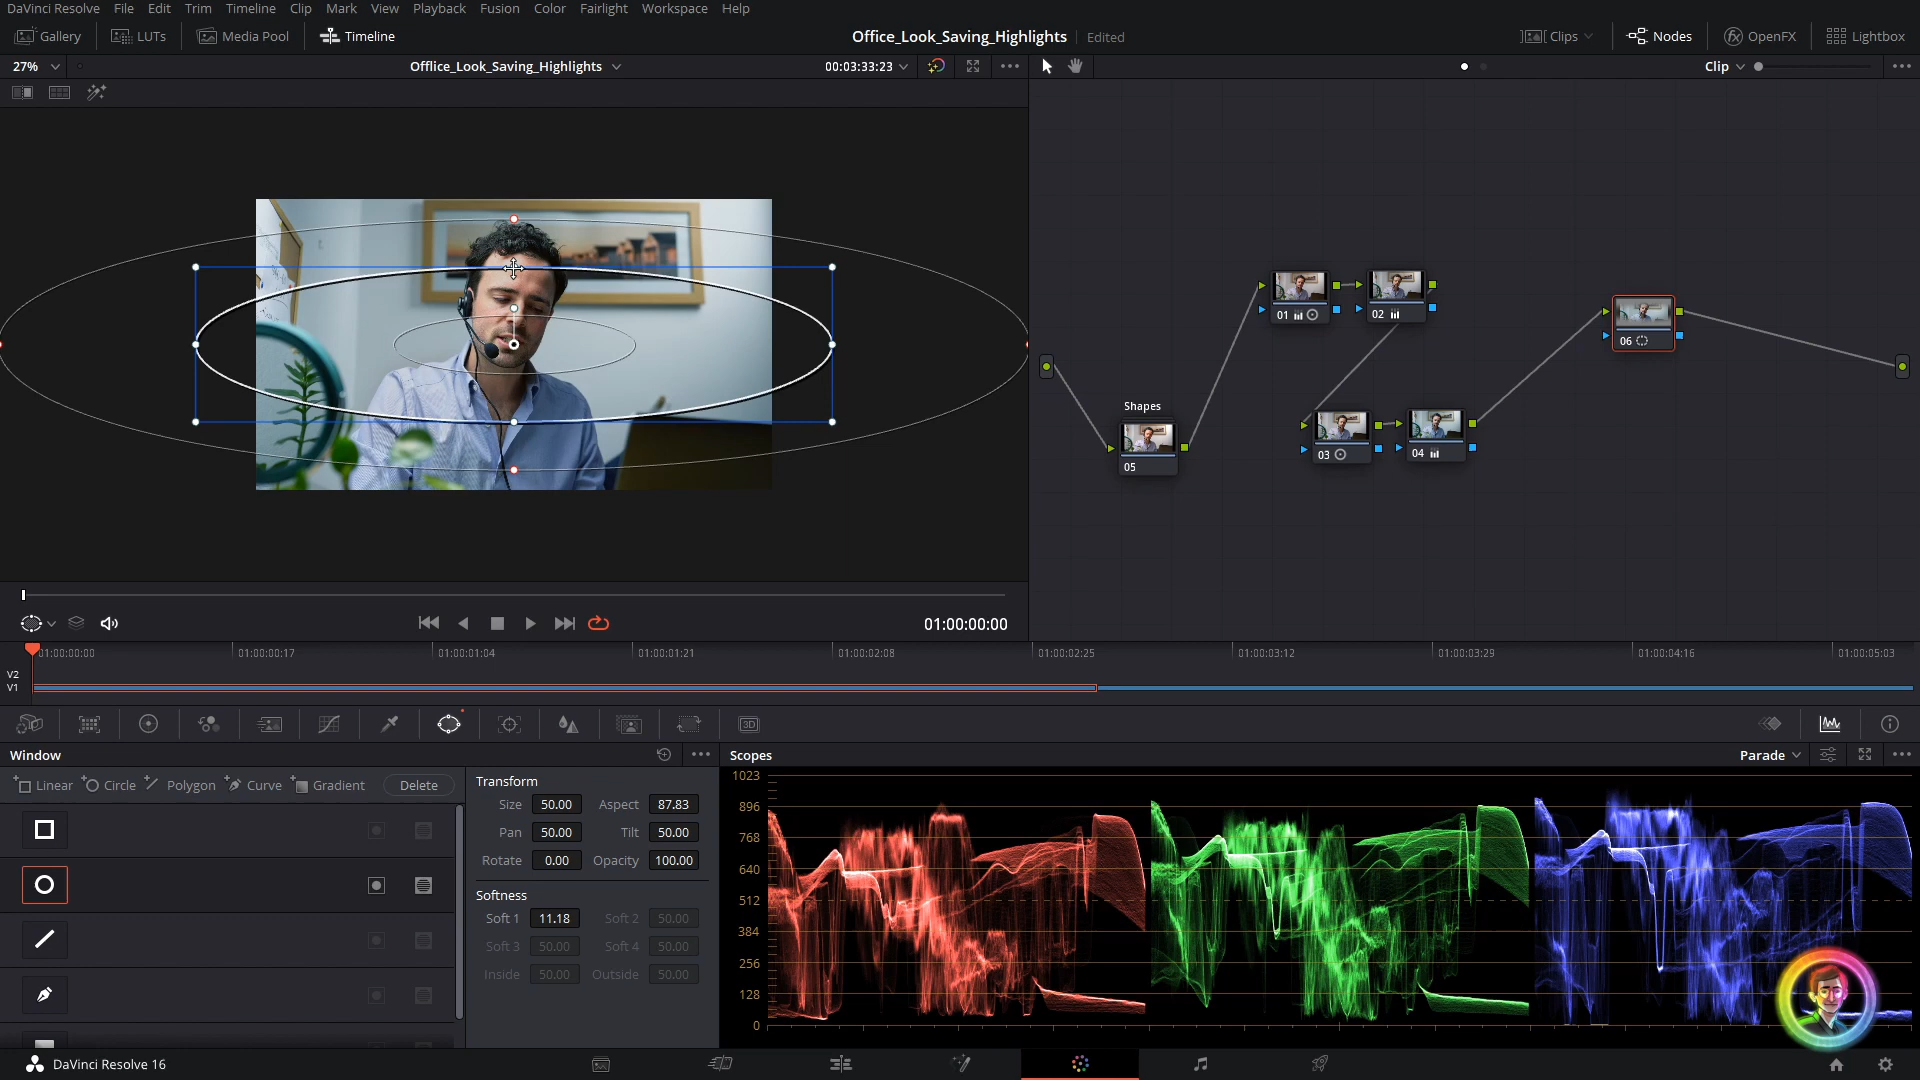 DaVinci Resolve File Edit Trim Timeline Clip Mark View Playback Fusion Color Fairlight Workspace Help
Gallery LUTs Media Pool Timeline Office_Look_Saving_Highlights Edited Clips Nodes OpenFX Lightbox
27% Offlice_Look_Saving_Highlights 00:03:33:23 Clip
01 02
06
Shapes
05 03 04
01:00:00:00
01:00:00:00 01:00:00:17 01:00:01:04 01:00:01:21 01:00:02:08 01:00:02:25 01:00:03:12 01:00:03:29 01:00:04:16 01:00:05:03
V2
V1
3D
Window Scopes Parade
Linear Circle Polygon Curve Gradient Delete
Transform
Size 50.00 Aspect 87.83
Pan 50.00 Tilt 50.00
Rotate 0.00 Opacity 100.00
Softness
Soft 1 11.18 Soft 2 50.00
Soft 3 50.00 Soft 4 50.00
Inside 50.00 Outside 50.00
1023
896
768
640
512
384
256
128
0
DaVinci Resolve 16